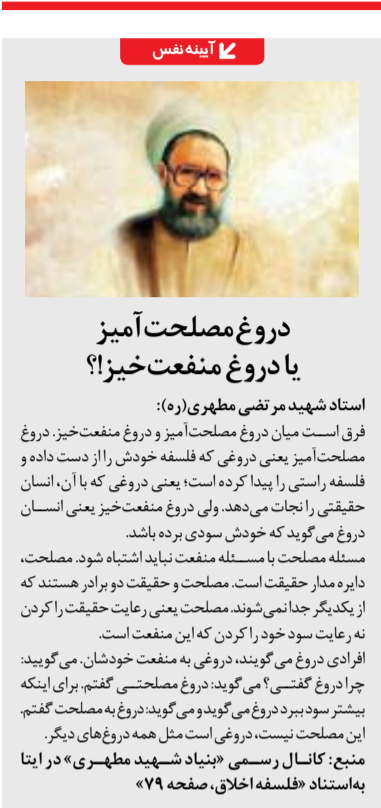 آیینه نفس
دروغ مصلحت‌آمیز
یا دروغ منفعت‌خیز!؟
استاد شهید مرتضی مطهری(ره):
فرق است میان دروغ مصلحت‌آمیز و دروغ منفعت‌خیز. دروغ
مصلحت‌آمیز یعنی دروغی که فلسفه خودش را از دست داده و
فلسفه راستی را پیدا کرده است؛ یعنی دروغی که با آن، انسان
حقیقتی را نجات می‌دهد. ولی دروغ منفعت‌خیز یعنی انسان
دروغ می‌گوید که خودش سودی برده باشد.
مسئله مصلحت با مسئله منفعت نباید اشتباه شود. مصلحت،
دایره مدار حقیقت است. مصلحت و حقیقت دو برادر هستند که
از یکدیگر جدا نمی‌شوند. مصلحت یعنی رعایت حقیقت را کردن
نه رعایت سود خود را کردن که این منفعت است.
افرادی دروغ می‌گویند، دروغی به منفعت خودشان. می‌گویید:
چرا دروغ گفتی؟ می‌گوید: دروغ مصلحتی گفتم. برای اینکه
بیشتر سود ببرد دروغ می‌گوید و می‌گوید: دروغ به مصلحت گفتم.
این مصلحت نیست، دروغی است مثل همه دروغ‌های دیگر.
منبع: کانال رسمی «بنیاد شهید مطهری» در ایتا
به‌استناد «فلسفه اخلاق، صفحه ۷۹»